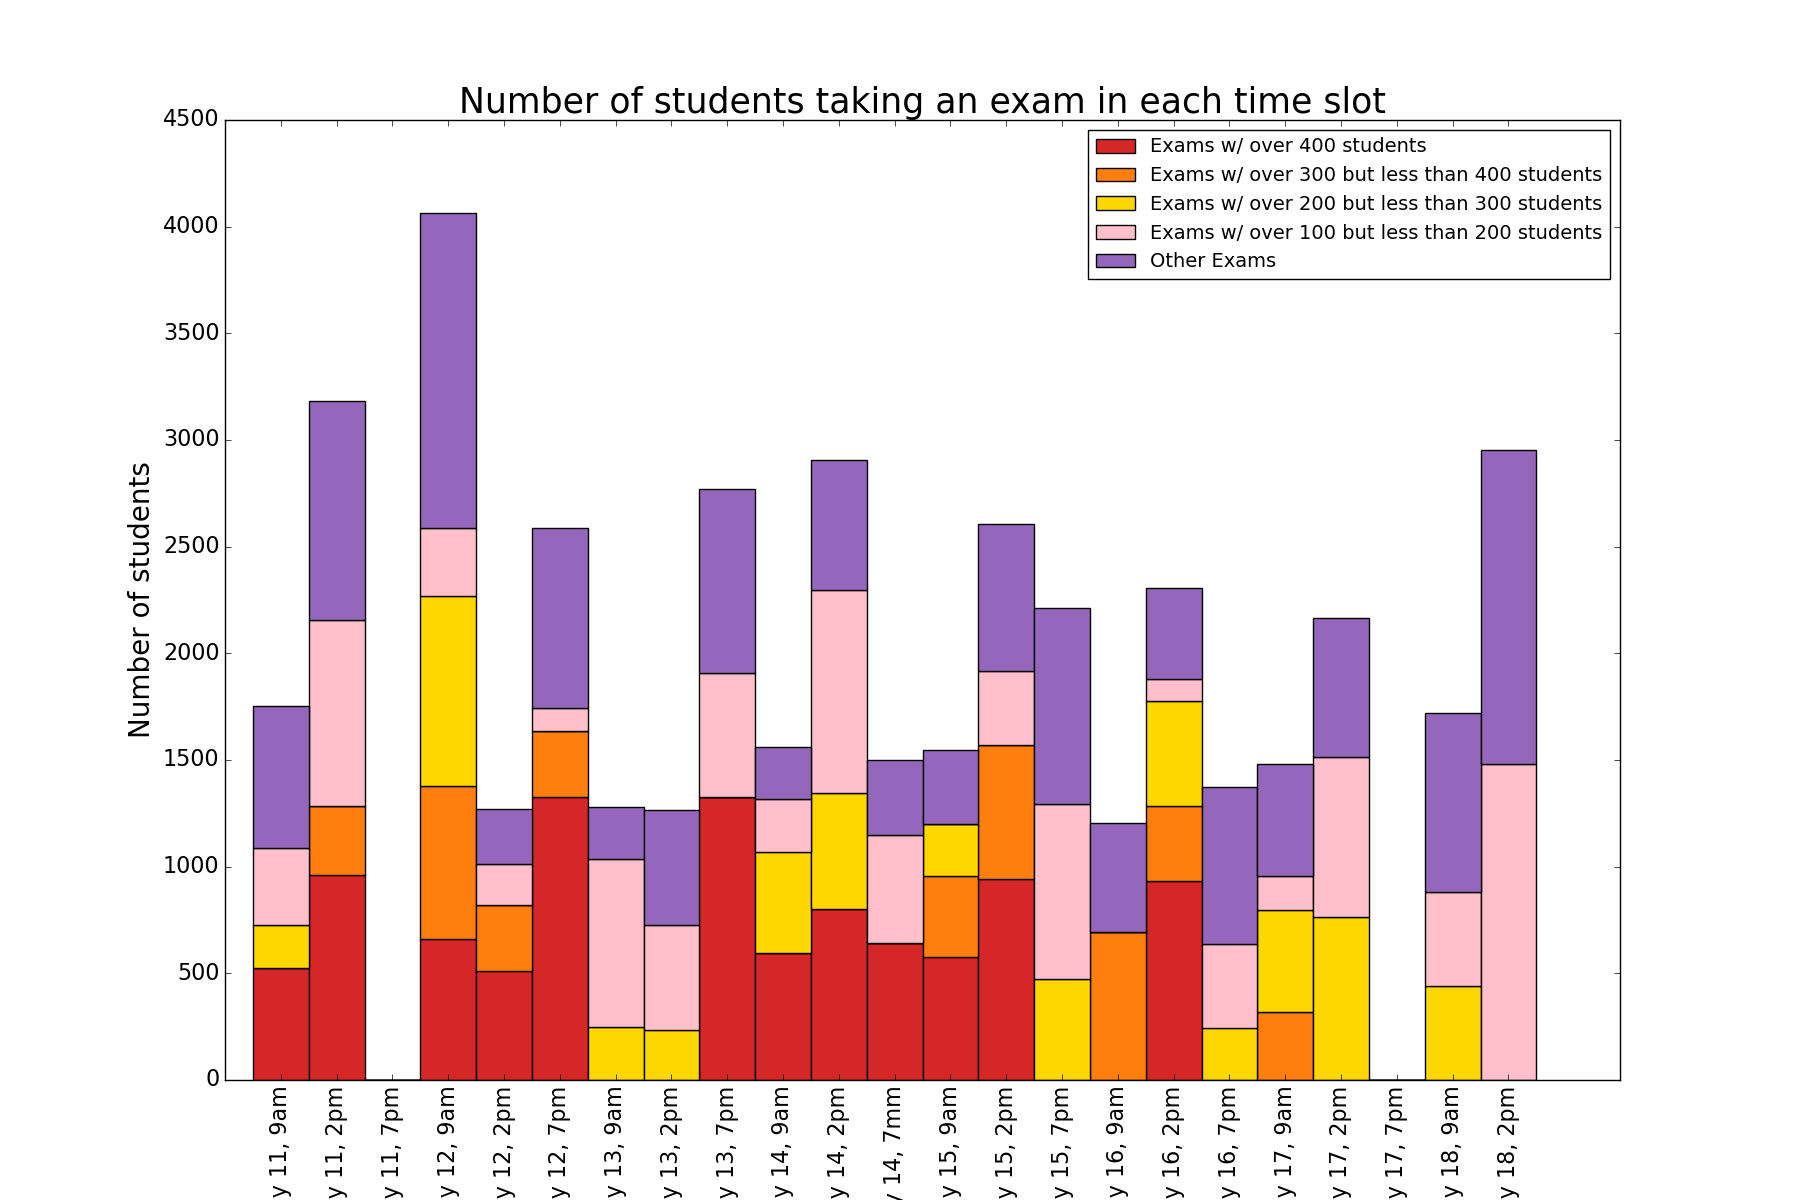 Number of students taking an exam in each time slot
Number of students
4500
4000
3500
3000
2500
2000
1500
1000
500
0
Exams w/ over 400 students
Exams w/ over 300 but less than 400 students
Exams w/ over 200 but less than 300 students
Exams w/ over 100 but less than 200 students
Other Exams
y 11, 9am
y 11, 2pm
y 11, 7pm
y 12, 9am
y 12, 2pm
y 12, 7pm
y 13, 9am
y 13, 2pm
y 13, 7pm
y 14, 9am
y 14, 2pm
y 14, 7mm
y 15, 9am
y 15, 2pm
y 15, 7pm
y 16, 9am
y 16, 2pm
y 16, 7pm
y 17, 9am
y 17, 2pm
y 17, 7pm
y 18, 9am
y 18, 2pm